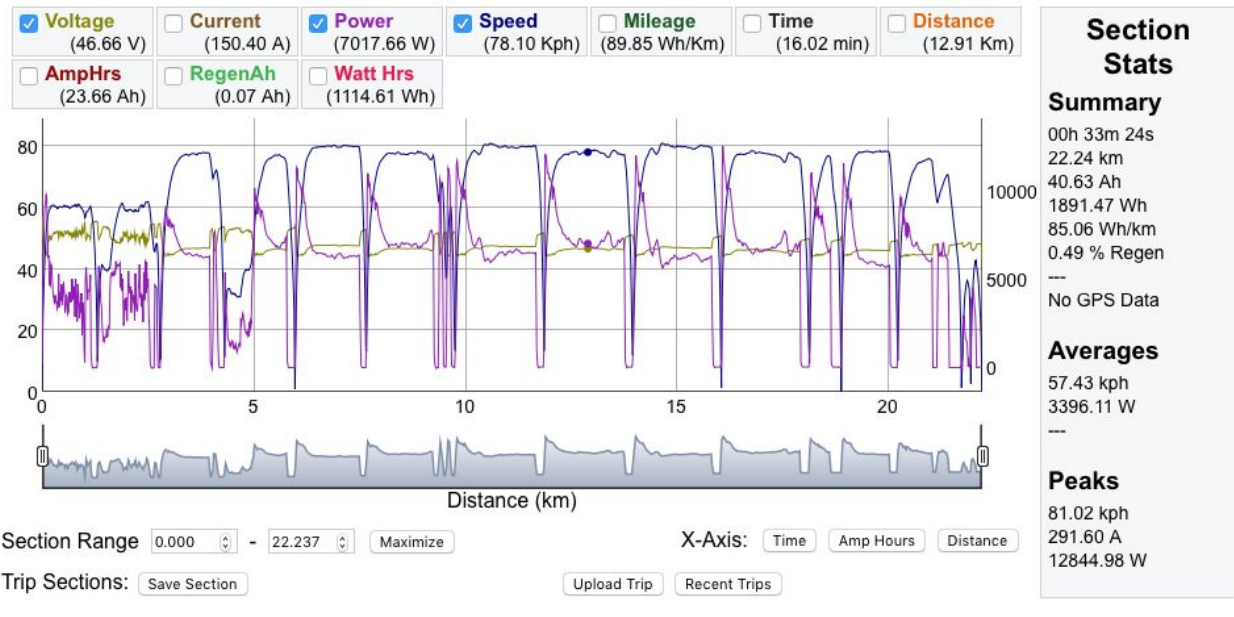 Voltage
(46.66 V)
Current
(150.40 A)
Power
(7017.66 W)
Speed
(78.10 Kph)
Mileage
(89.85 Wh/Km)
Time
(16.02 min)
Distance
(12.91 Km)
AmpHrs
(23.66 Ah)
RegenAh
(0.07 Ah)
Watt Hrs
(1114.61 Wh)
80
60
40
20
0
10000
5000
0
0 5 10 15 20
Distance (km)
Section Range 0.000 - 22.237 Maximize
X-Axis: Time Amp Hours Distance
Trip Sections: Save Section
Upload Trip Recent Trips
Section
Stats
Summary
00h 33m 24s
22.24 km
40.63 Ah
1891.47 Wh
85.06 Wh/km
0.49 % Regen
---
No GPS Data
Averages
57.43 kph
3396.11 W
---
Peaks
81.02 kph
291.60 A
12844.98 W